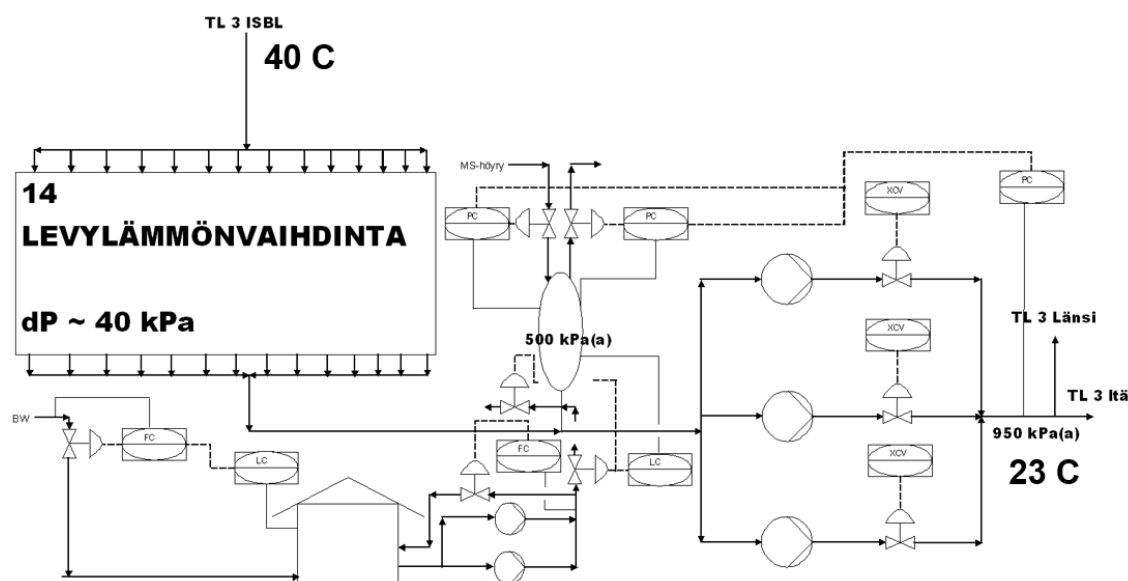 TL 3 ISBL
40 C
14
LEVYLÄMMÖNVAIHDINTA
dP ~ 40 kPa
MS-höyry
PC
PC
PC
XCV
XCV
XCV
500 kPa(a)
TL 3 Länsi
TL 3 Itä
950 kPa(a)
23 C
BW
FC
LC
FC
LC